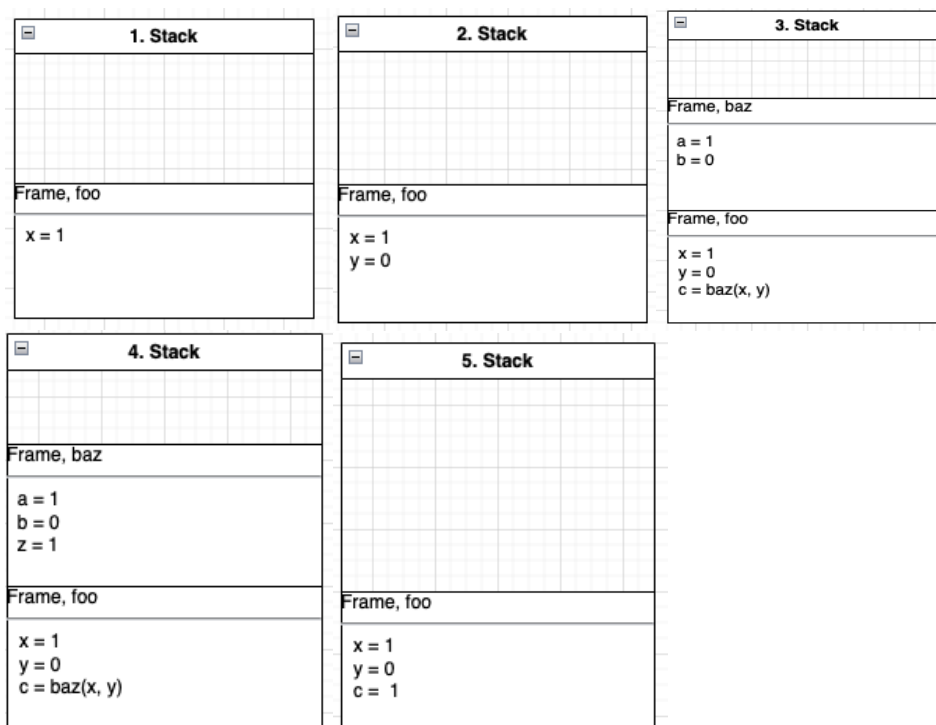 1. Stack
Frame, foo
x = 1
2. Stack
Frame, foo
x = 1
y = 0
3. Stack
Frame, baz
a = 1
b = 0
Frame, foo
x = 1
y = 0
c = baz(x, y)
4. Stack
Frame, baz
a = 1
b = 0
z = 1
Frame, foo
x = 1
y = 0
c = baz(x, y)
5. Stack
Frame, foo
x = 1
y = 0
c =  1